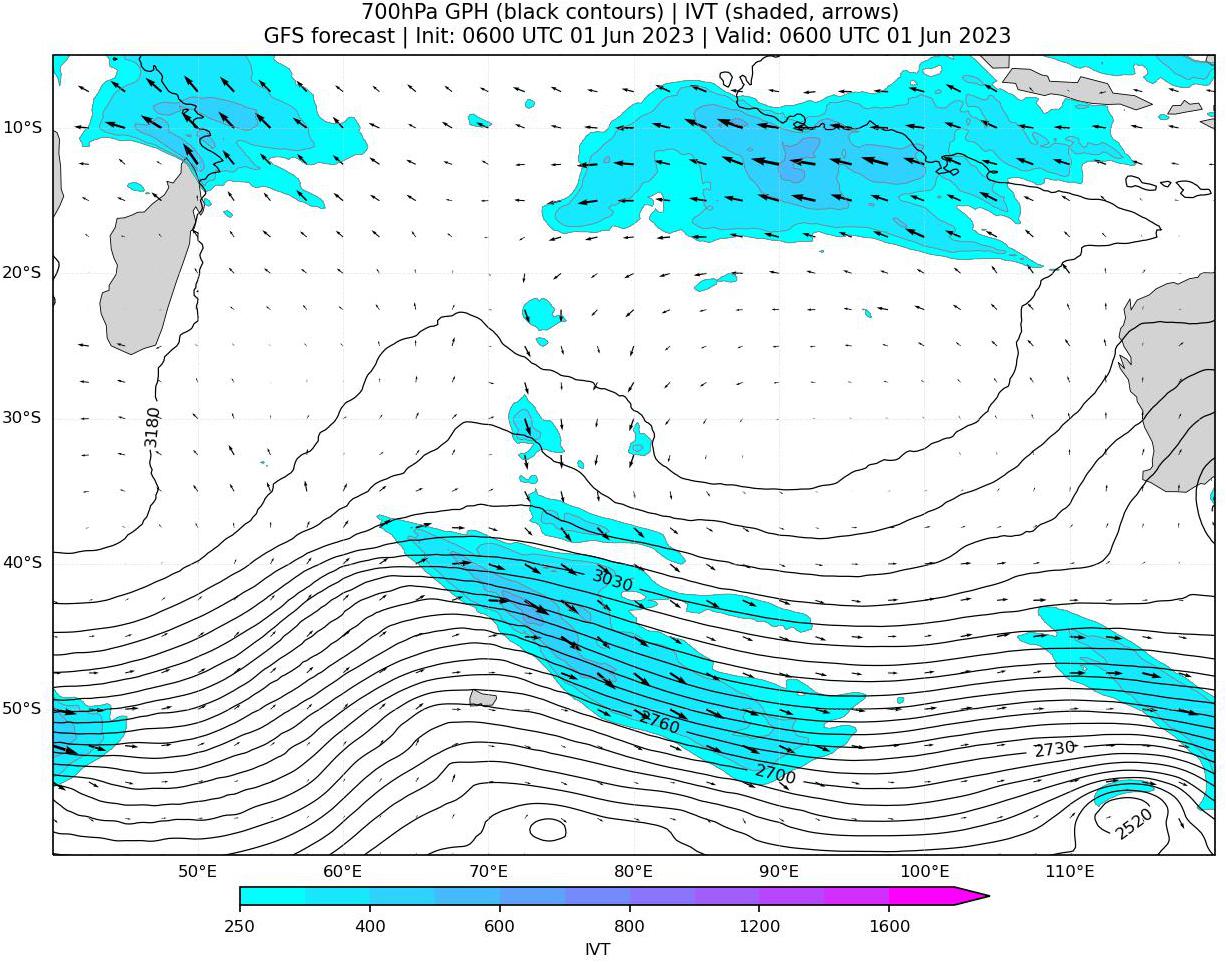 700hPa GPH (black contours) | IVT (shaded, arrows)
GFS forecast | Init: 0600 UTC 01 Jun 2023 | Valid: 0600 UTC 01 Jun 2023
10°S
20°S
30°S
40°S
50°S
3180
3030
2760
2700
2730
2520
50°E 60°E 70°E 80°E 90°E 100°E 110°E
250 400 600 800 1200 1600
IVT